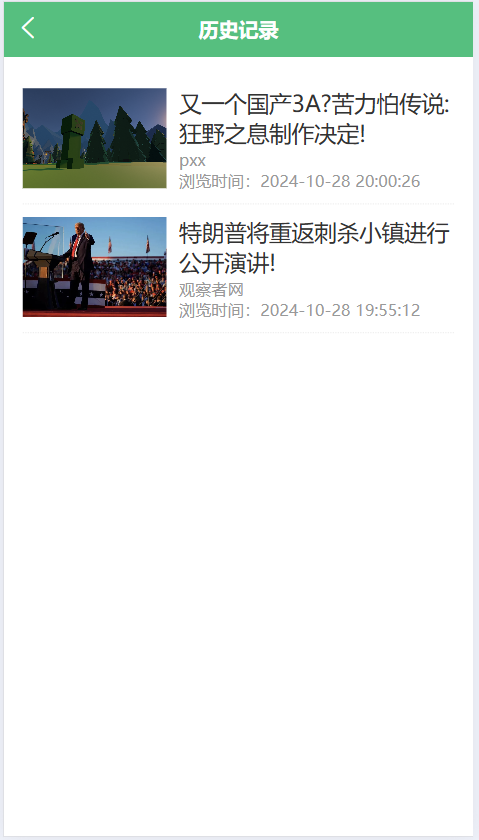 历史记录
又一个国产3A?苦力怕传说:
狂野之息制作决定!
pxx
浏览时间：2024-10-28 20:00:26
特朗普将重返刺杀小镇进行
公开演讲!
观察者网
浏览时间：2024-10-28 19:55:12